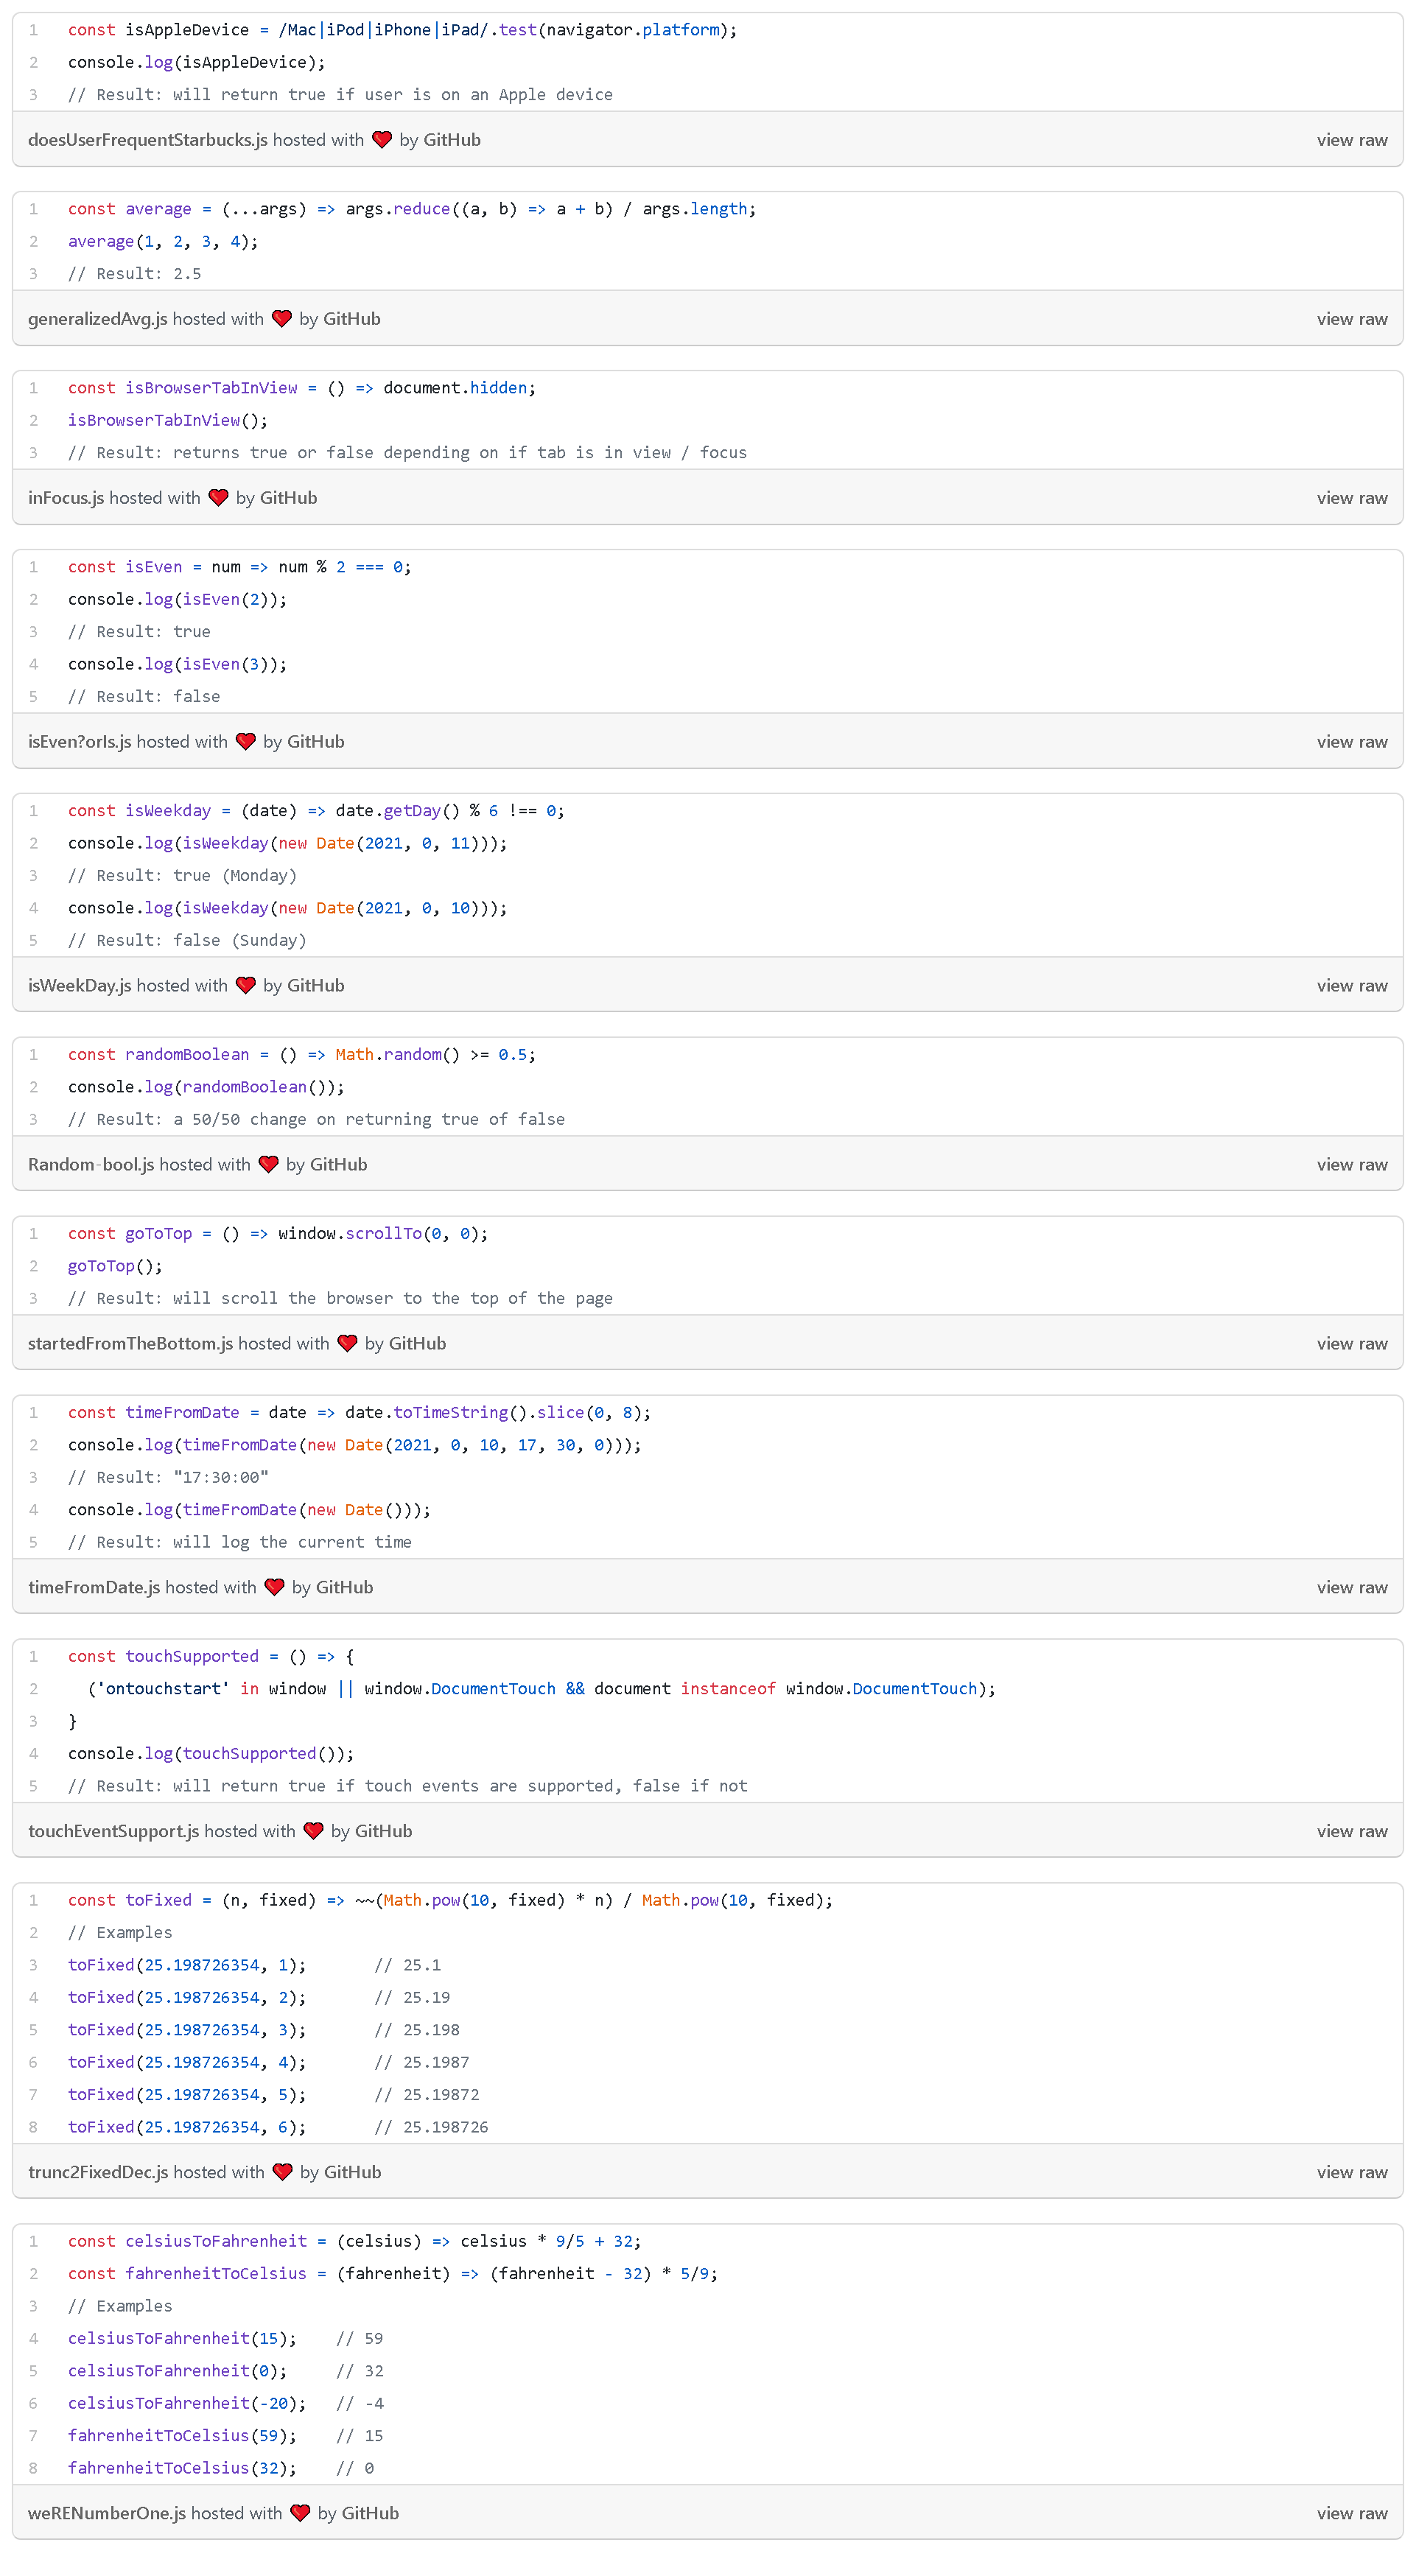 1 const isAppleDevice = /Mac|iPod|iPhone|iPad/.test(navigator.platform);
2 console.log(isAppleDevice);
3 // Result: will return true if user is on an Apple device
doesUserFrequentStarbucks.js hosted with ❤ by GitHub view raw
1 const average = (...args) => args.reduce((a, b) => a + b) / args.length;
2 average(1, 2, 3, 4);
3 // Result: 2.5
generalizedAvg.js hosted with ❤ by GitHub view raw
1 const isBrowserTabInView = () => document.hidden;
2 isBrowserTabInView();
3 // Result: returns true or false depending on if tab is in view / focus
inFocus.js hosted with ❤ by GitHub view raw
1 const isEven = num => num % 2 === 0;
2 console.log(isEven(2));
3 // Result: true
4 console.log(isEven(3));
5 // Result: false
isEven?orIs.js hosted with ❤ by GitHub view raw
1 const isWeekday = (date) => date.getDay() % 6 !== 0;
2 console.log(isWeekday(new Date(2021, 0, 11)));
3 // Result: true (Monday)
4 console.log(isWeekday(new Date(2021, 0, 10)));
5 // Result: false (Sunday)
isWeekDay.js hosted with ❤ by GitHub view raw
1 const randomBoolean = () => Math.random() >= 0.5;
2 console.log(randomBoolean());
3 // Result: a 50/50 change on returning true of false
Random-bool.js hosted with ❤ by GitHub view raw
1 const goToTop = () => window.scrollTo(0, 0);
2 goToTop();
3 // Result: will scroll the browser to the top of the page
startedFromTheBottom.js hosted with ❤ by GitHub view raw
1 const timeFromDate = date => date.toTimeString().slice(0, 8);
2 console.log(timeFromDate(new Date(2021, 0, 10, 17, 30, 0)));
3 // Result: "17:30:00"
4 console.log(timeFromDate(new Date()));
5 // Result: will log the current time
timeFromDate.js hosted with ❤ by GitHub view raw
1 const touchSupported = () => {
2 ('ontouchstart' in window || window.DocumentTouch && document instanceof window.DocumentTouch);
3 }
4 console.log(touchSupported());
5 // Result: will return true if touch events are supported, false if not
touchEventSupport.js hosted with ❤ by GitHub view raw
1 const toFixed = (n, fixed) => ~~(Math.pow(10, fixed) * n) / Math.pow(10, fixed);
2 // Examples
3 toFixed(25.198726354, 1); // 25.1
4 toFixed(25.198726354, 2); // 25.19
5 toFixed(25.198726354, 3); // 25.198
6 toFixed(25.198726354, 4); // 25.1987
7 toFixed(25.198726354, 5); // 25.19872
8 toFixed(25.198726354, 6); // 25.198726
trunc2FixedDec.js hosted with ❤ by GitHub view raw
1 const celsiusToFahrenheit = (celsius) => celsius * 9/5 + 32;
2 const fahrenheitToCelsius = (fahrenheit) => (fahrenheit - 32) * 5/9;
3 // Examples
4 celsiusToFahrenheit(15); // 59
5 celsiusToFahrenheit(0); // 32
6 celsiusToFahrenheit(-20); // -4
7 fahrenheitToCelsius(59); // 15
8 fahrenheitToCelsius(32); // 0
weRENumberOne.js hosted with ❤ by GitHub view raw